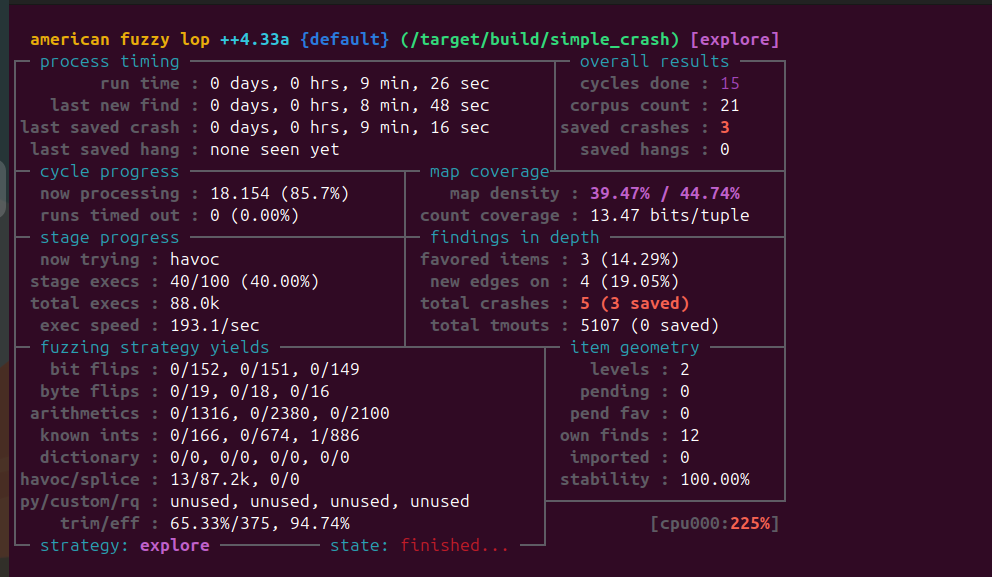 american fuzzy lop ++4.33a {default} (/target/build/simple_crash) [explore]
process timing overall results
run time : 0 days, 0 hrs, 9 min, 26 sec cycles done : 15
last new find : 0 days, 0 hrs, 8 min, 48 sec corpus count : 21
last saved crash : 0 days, 0 hrs, 9 min, 16 sec saved crashes : 3
last saved hang : none seen yet saved hangs : 0
cycle progress map coverage
now processing : 18.154 (85.7%) map density : 39.47% / 44.74%
runs timed out : 0 (0.00%) count coverage : 13.47 bits/tuple
stage progress findings in depth
now trying : havoc favored items : 3 (14.29%)
stage execs : 40/100 (40.00%) new edges on : 4 (19.05%)
total execs : 88.0k total crashes : 5 (3 saved)
exec speed : 193.1/sec total tmouts : 5107 (0 saved)
fuzzing strategy yields item geometry
bit flips : 0/152, 0/151, 0/149 levels : 2
byte flips : 0/19, 0/18, 0/16 pending : 0
arithmetics : 0/1316, 0/2380, 0/2100 pend fav : 0
known ints : 0/166, 0/674, 1/886 own finds : 12
dictionary : 0/0, 0/0, 0/0, 0/0 imported : 0
havoc/splice : 13/87.2k, 0/0 stability : 100.00%
py/custom/rq : unused, unused, unused, unused
trim/eff : 65.33%/375, 94.74% [cpu000:225%]
strategy: explore state: finished...